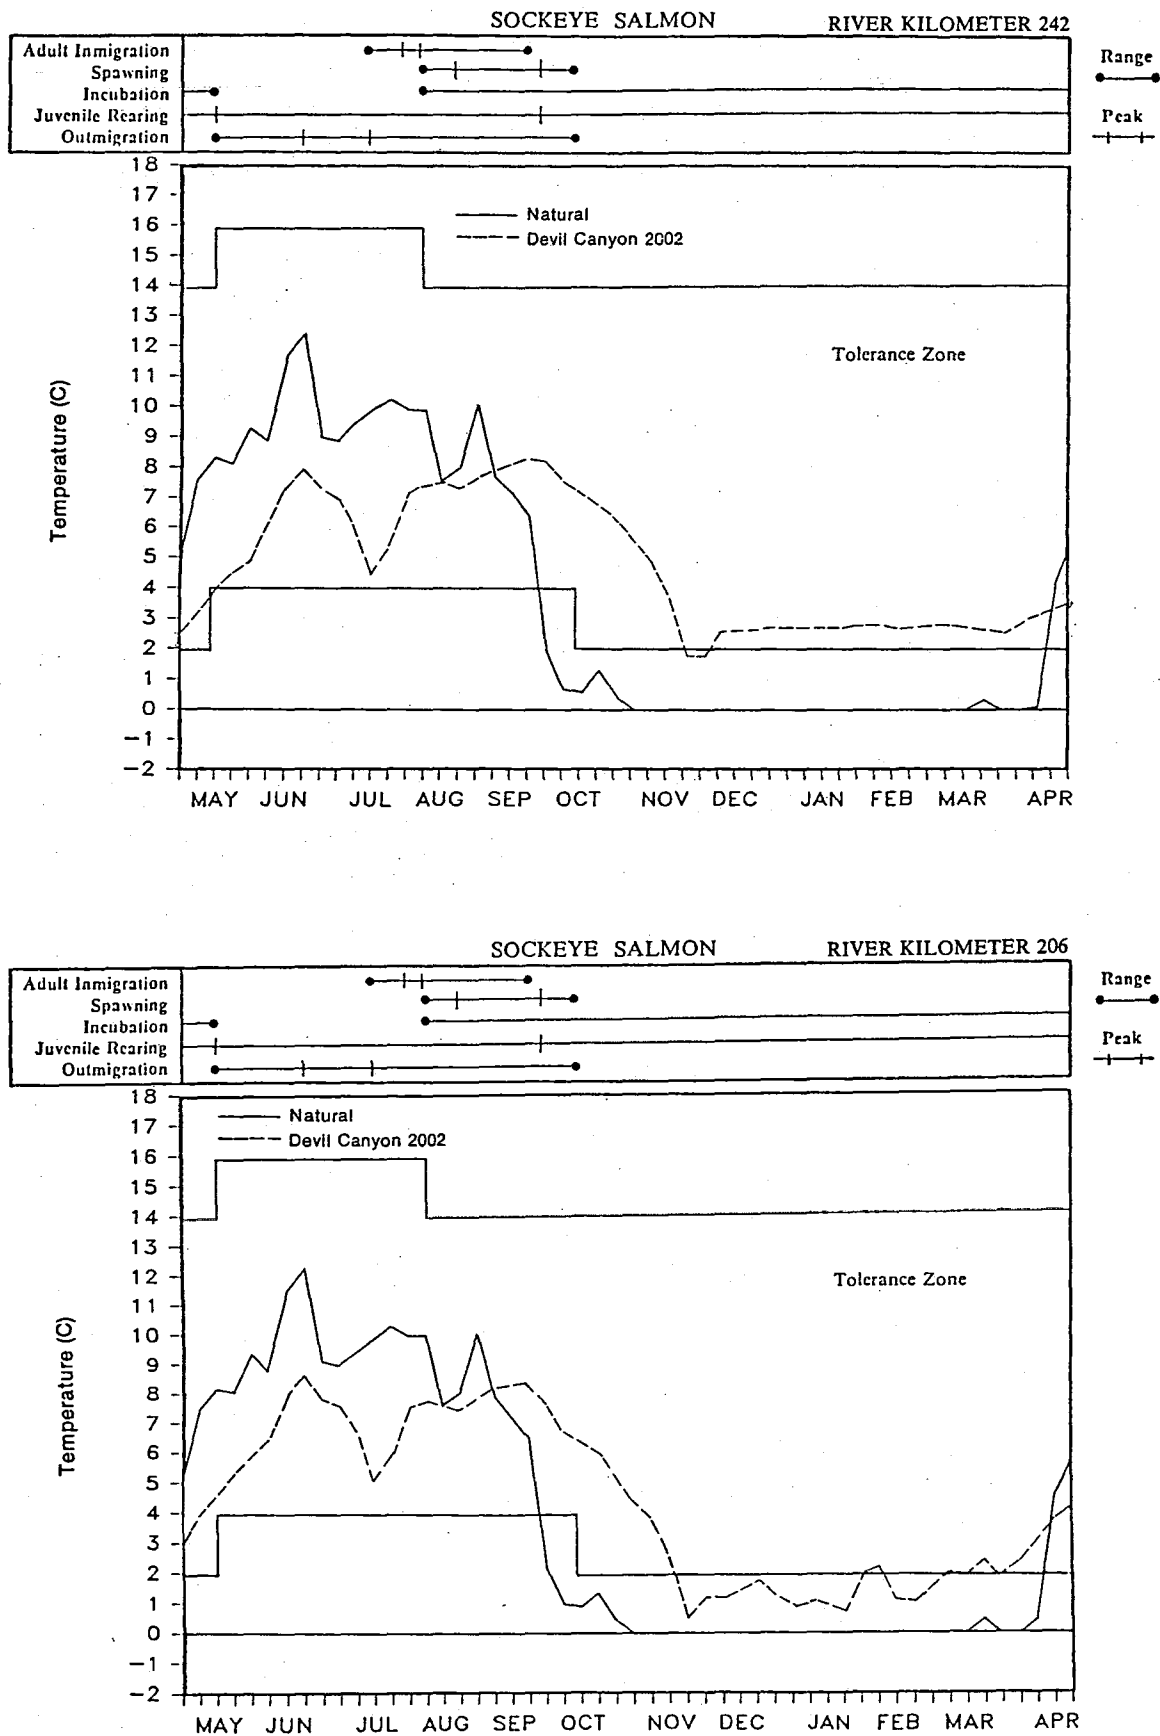 SOCKEYE SALMON RIVER KILOMETER 242
Adult Inmigration
Spawning
Incubation
Juvenile Rearing
Outmigration
Range
Peak
18
17
16
15
14
13
12
11
10
9
8
7
6
5
4
3
2
1
0
-1
-2
Temperature (C)
Natural
Devil Canyon 2002
Tolerance Zone
MAY JUN JUL AUG SEP OCT NOV DEC JAN FEB MAR APR
SOCKEYE SALMON RIVER KILOMETER 206
Adult Inmigration
Spawning
Incubation
Juvenile Rearing
Outmigration
Range
Peak
18
17
16
15
14
13
12
11
10
9
8
7
6
5
4
3
2
1
0
-1
-2
Temperature (C)
Natural
Devil Canyon 2002
Tolerance Zone
MAY JUN JUL AUG SEP OCT NOV DEC JAN FEB MAR APR